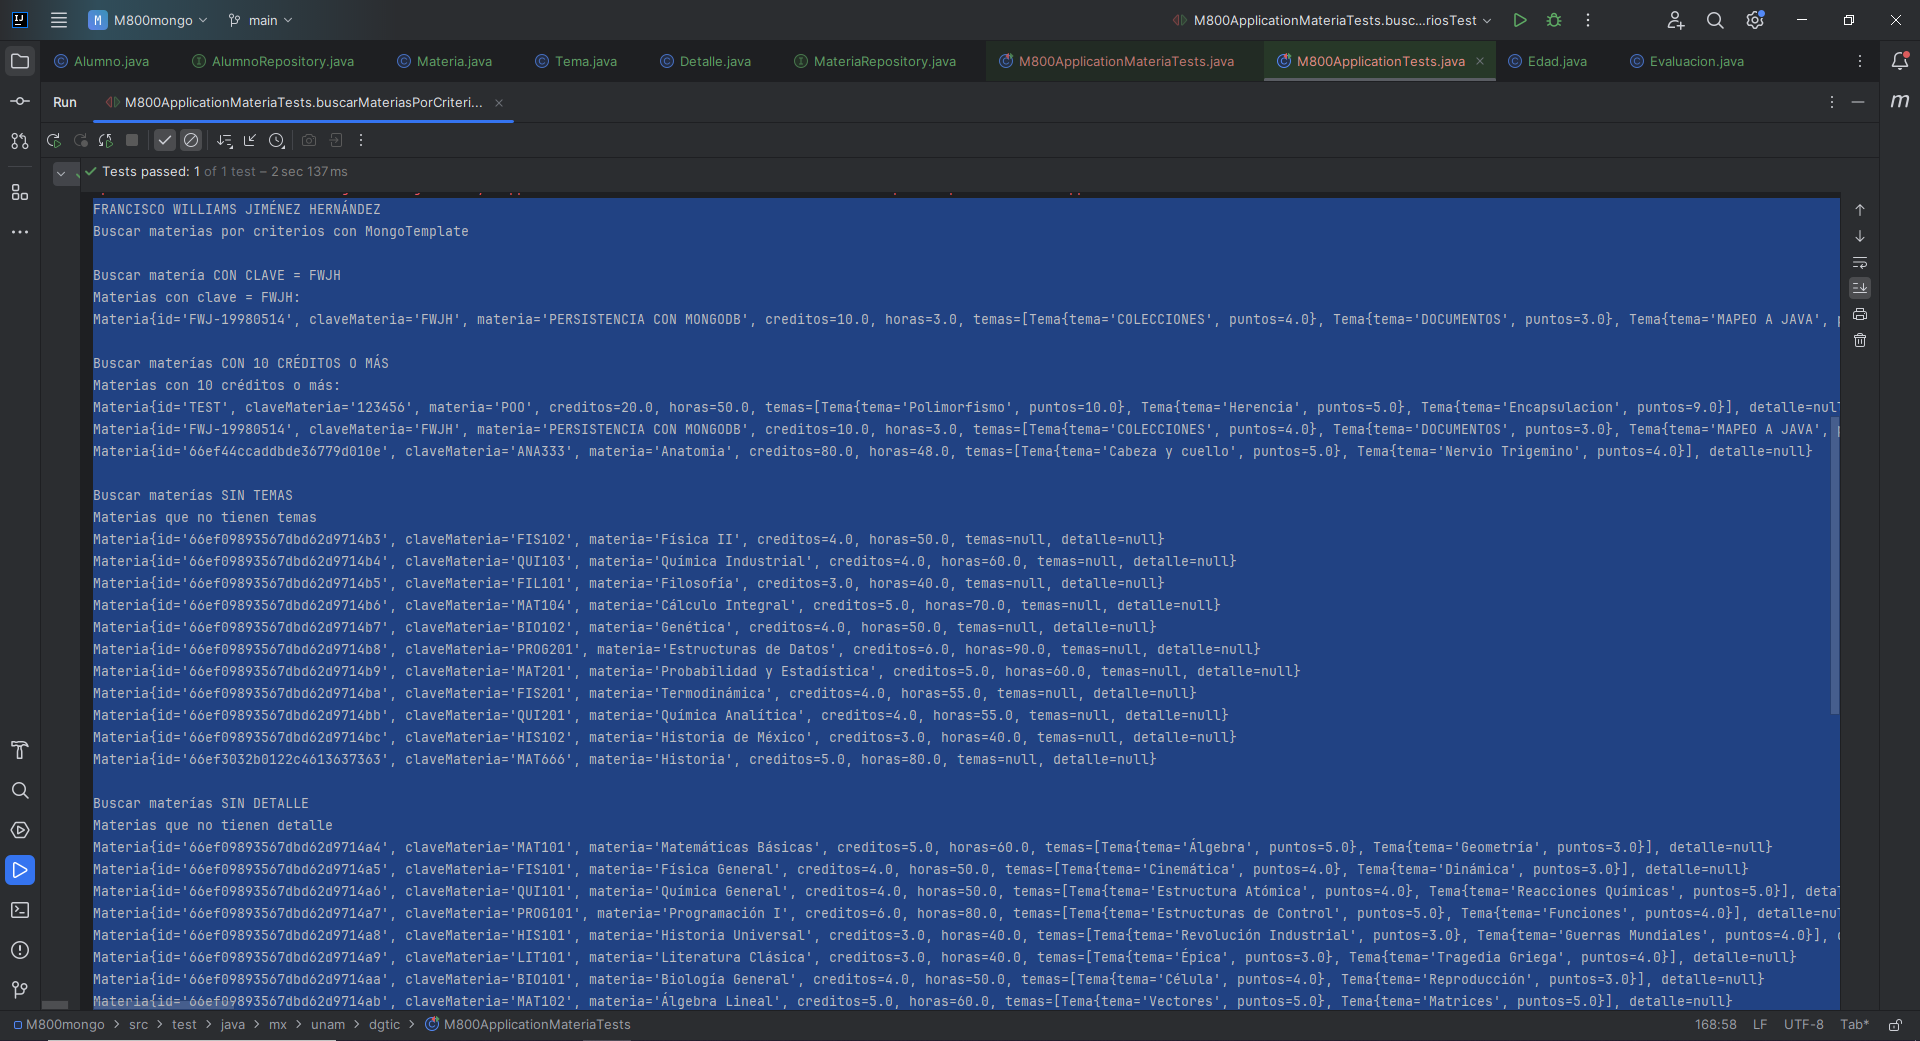 M M800mongo main M800ApplicationMateriaTests.busc...riosTest
Alumno.java AlumnoRepository.java Materia.java Tema.java Detalle.java MateriaRepository.java M800ApplicationMateriaTests.java M800ApplicationTests.java Edad.java Evaluacion.java
Run M800ApplicationMateriaTests.buscarMateriasPorCriteri...
Tests passed: 1 of 1 test – 2 sec 137 ms
FRANCISCO WILLIAMS JIMÉNEZ HERNÁNDEZ
Buscar materias por criterios con MongoTemplate
Buscar materia CON CLAVE = FWJH
Materias con clave = FWJH:
Materia{id='FWJ-19980514', claveMateria='FWJH', materia='PERSISTENCIA CON MONGODB', creditos=10.0, horas=3.0, temas=[Tema{tema='COLECCIONES', puntos=4.0}, Tema{tema='DOCUMENTOS', puntos=3.0}, Tema{tema='MAPEO A JAVA',
Buscar materias CON 10 CRÉDITOS O MÁS
Materias con 10 créditos o más:
Materia{id='TEST', claveMateria='123456', materia='POO', creditos=20.0, horas=50.0, temas=[Tema{tema='Polimorfismo', puntos=10.0}, Tema{tema='Herencia', puntos=5.0}, Tema{tema='Encapsulacion', puntos=9.0}], detalle=nul
Materia{id='FWJ-19980514', claveMateria='FWJH', materia='PERSISTENCIA CON MONGODB', creditos=10.0, horas=3.0, temas=[Tema{tema='COLECCIONES', puntos=4.0}, Tema{tema='DOCUMENTOS', puntos=3.0}, Tema{tema='MAPEO A JAVA',
Materia{id='66ef44ccaddbde36779d010e', claveMateria='ANA333', materia='Anatomia', creditos=80.0, horas=48.0, temas=[Tema{tema='Cabeza y cuello', puntos=5.0}, Tema{tema='Nervio Trigemino', puntos=4.0}], detalle=null}
Buscar materias SIN TEMAS
Materias que no tienen temas
Materia{id='66ef09893567dbd62d9714b3', claveMateria='FIS102', materia='Física II', creditos=4.0, horas=50.0, temas=null, detalle=null}
Materia{id='66ef09893567dbd62d9714b4', claveMateria='QUI103', materia='Química Industrial', creditos=4.0, horas=60.0, temas=null, detalle=null}
Materia{id='66ef09893567dbd62d9714b5', claveMateria='FIL101', materia='Filosofía', creditos=3.0, horas=40.0, temas=null, detalle=null}
Materia{id='66ef09893567dbd62d9714b6', claveMateria='MAT104', materia='Cálculo Integral', creditos=5.0, horas=70.0, temas=null, detalle=null}
Materia{id='66ef09893567dbd62d9714b7', claveMateria='BIO102', materia='Genética', creditos=4.0, horas=50.0, temas=null, detalle=null}
Materia{id='66ef09893567dbd62d9714b8', claveMateria='PROG201', materia='Estructuras de Datos', creditos=6.0, horas=90.0, temas=null, detalle=null}
Materia{id='66ef09893567dbd62d9714b9', claveMateria='MAT201', materia='Probabilidad y Estadística', creditos=5.0, horas=60.0, temas=null, detalle=null}
Materia{id='66ef09893567dbd62d9714ba', claveMateria='FIS201', materia='Termodinámica', creditos=4.0, horas=55.0, temas=null, detalle=null}
Materia{id='66ef09893567dbd62d9714bb', claveMateria='QUI201', materia='Química Analítica', creditos=4.0, horas=55.0, temas=null, detalle=null}
Materia{id='66ef09893567dbd62d9714bc', claveMateria='HIS102', materia='Historia de México', creditos=3.0, horas=40.0, temas=null, detalle=null}
Materia{id='66ef3032b0122c4613637363', claveMateria='MAT666', materia='Historia', creditos=5.0, horas=80.0, temas=null, detalle=null}
Buscar materias SIN DETALLE
Materias que no tienen detalle
Materia{id='66ef09893567dbd62d9714a4', claveMateria='MAT101', materia='Matemáticas Básicas', creditos=5.0, horas=60.0, temas=[Tema{tema='Álgebra', puntos=5.0}, Tema{tema='Geometría', puntos=3.0}], detalle=null}
Materia{id='66ef09893567dbd62d9714a5', claveMateria='FIS101', materia='Física General', creditos=4.0, horas=50.0, temas=[Tema{tema='Cinemática', puntos=4.0}, Tema{tema='Dinámica', puntos=3.0}], detalle=null}
Materia{id='66ef09893567dbd62d9714a6', claveMateria='QUI101', materia='Química General', creditos=4.0, horas=50.0, temas=[Tema{tema='Estructura Atómica', puntos=4.0}, Tema{tema='Reacciones Químicas', puntos=5.0}], deta
Materia{id='66ef09893567dbd62d9714a7', claveMateria='PROG101', materia='Programación I', creditos=6.0, horas=80.0, temas=[Tema{tema='Estructuras de Control', puntos=5.0}, Tema{tema='Funciones', puntos=4.0}], detalle=nu
Materia{id='66ef09893567dbd62d9714a8', claveMateria='HIS101', materia='Historia Universal', creditos=3.0, horas=40.0, temas=[Tema{tema='Revolución Industrial', puntos=3.0}, Tema{tema='Guerras Mundiales', puntos=4.0}],
Materia{id='66ef09893567dbd62d9714a9', claveMateria='LIT101', materia='Literatura Clásica', creditos=3.0, horas=40.0, temas=[Tema{tema='Épica', puntos=3.0}, Tema{tema='Tragedia Griega', puntos=4.0}], detalle=null}
Materia{id='66ef09893567dbd62d9714aa', claveMateria='BIO101', materia='Biología General', creditos=4.0, horas=50.0, temas=[Tema{tema='Célula', puntos=4.0}, Tema{tema='Reproducción', puntos=3.0}], detalle=null}
Materia{id='66ef09893567dbd62d9714ab', claveMateria='MAT102', materia='Álgebra Lineal', creditos=5.0, horas=60.0, temas=[Tema{tema='Vectores', puntos=5.0}, Tema{tema='Matrices', puntos=5.0}], detalle=null}
M800mongo > src > test > java > mx > unam > dgtic > M800ApplicationMateriaTests 168:58 LF UTF-8 Tab*